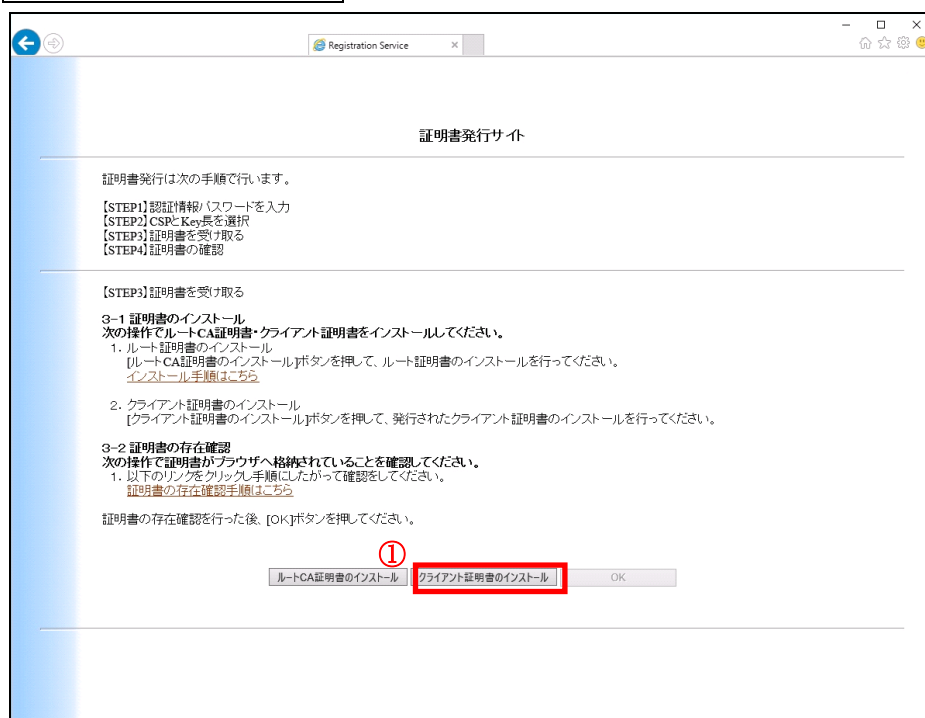 Registration Service
証明書発行サイト
証明書発行は次の手順で行います。
【STEP1】認証情報パスワードを入力
【STEP2】CSPとKey長を選択
【STEP3】証明書を受け取る
【STEP4】証明書の確認
【STEP3】証明書を受け取る
3-1 証明書のインストール
次の操作でルートCA証明書・クライアント証明書をインストールしてください。
1. ルート証明書のインストール
[ルートCA証明書のインストール]ボタンを押して、ルート証明書のインストールを行ってください。
インストール手順はこちら
2. クライアント証明書のインストール
[クライアント証明書のインストール]ボタンを押して、発行されたクライアント証明書のインストールを行ってください。
3-2 証明書の存在確認
次の操作で証明書がブラウザへ格納されていることを確認してください。
1. 以下のリンクをクリックし手順にしたがって確認をしてください。
証明書の存在確認手順はこちら
証明書の存在確認を行った後、[OK]ボタンを押してください。
①
ルートCA証明書のインストール クライアント証明書のインストール OK